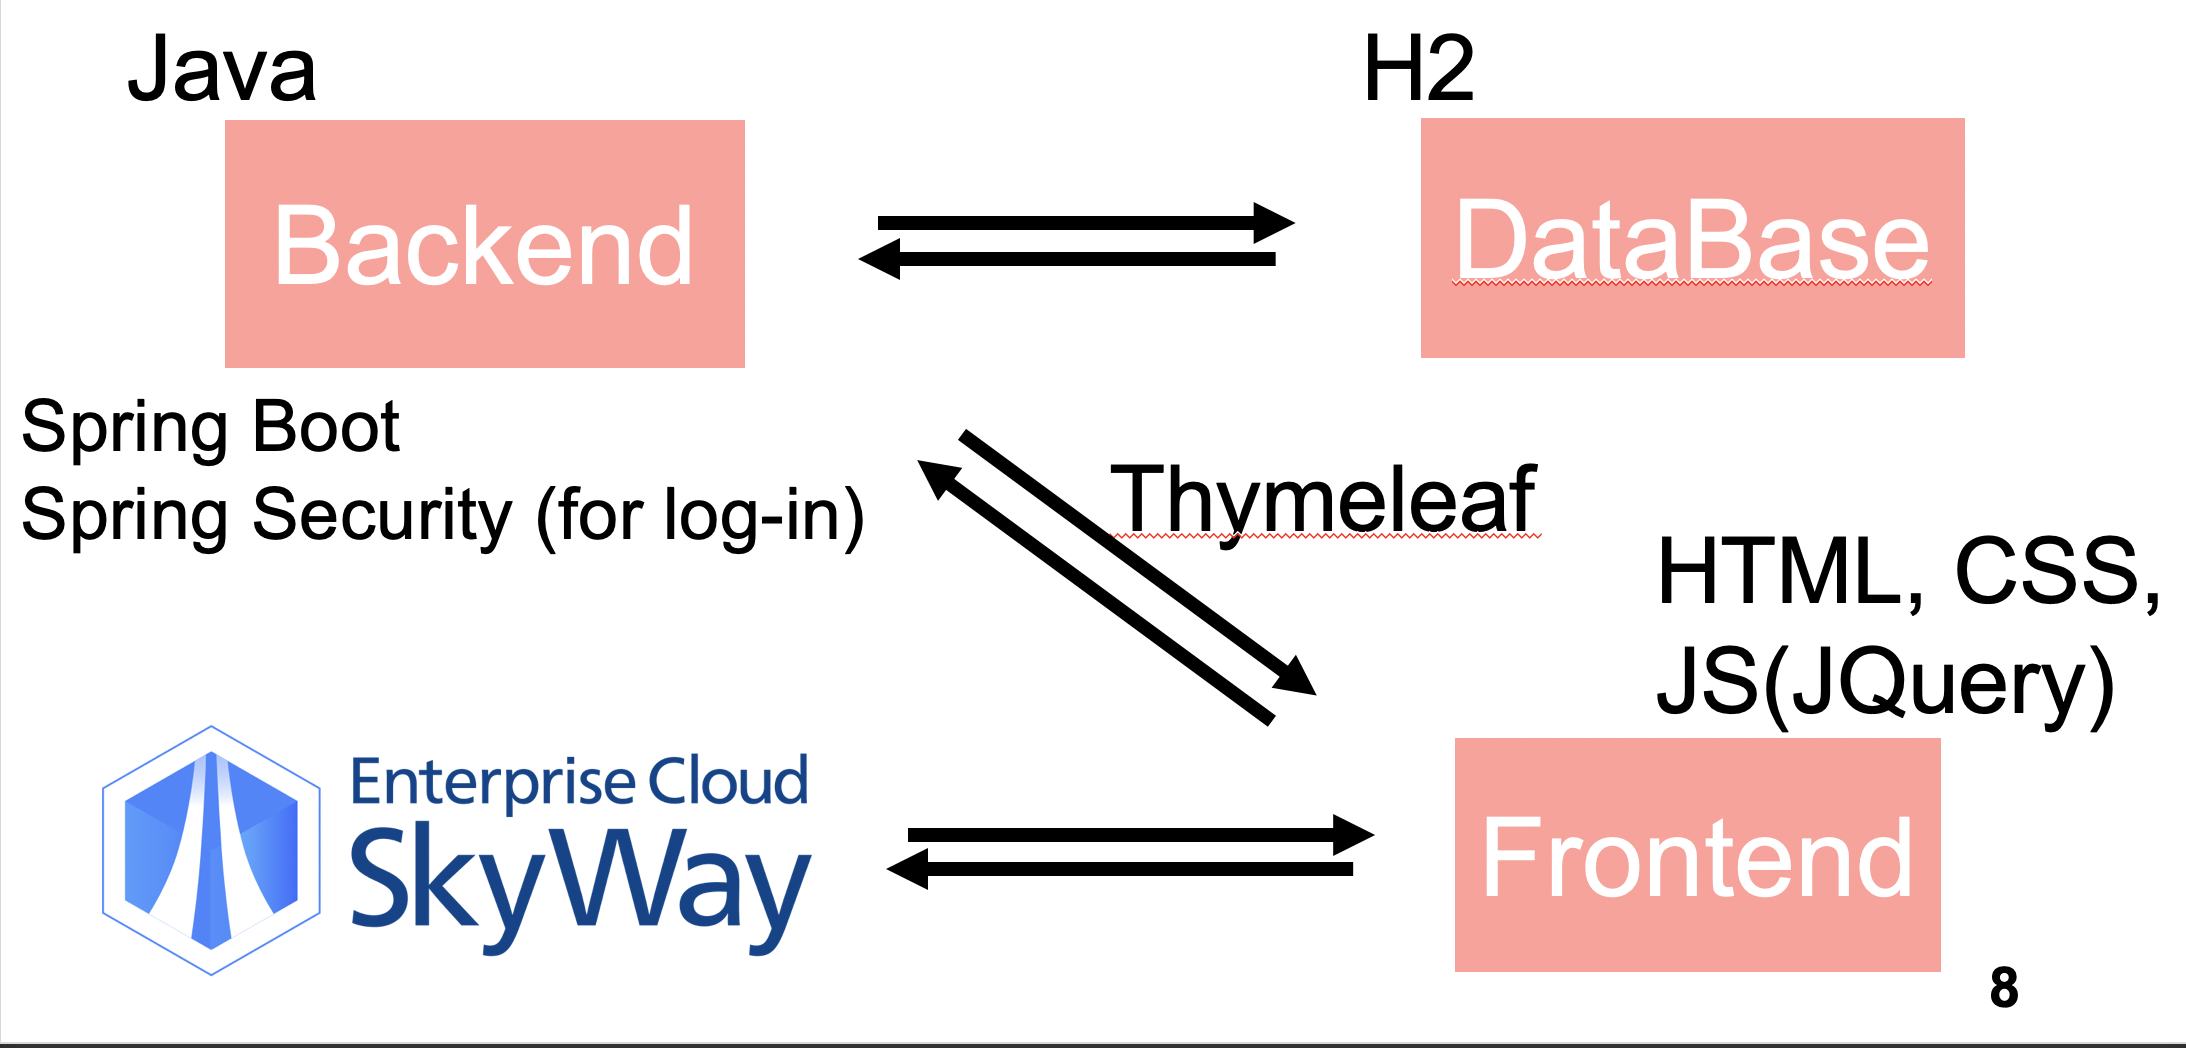 Java
H2
Backend
DataBase
Spring Boot
Spring Security (for log-in)
Thymeleaf
HTML, CSS,
JS(JQuery)
Enterprise Cloud
SkyWay
Frontend
8